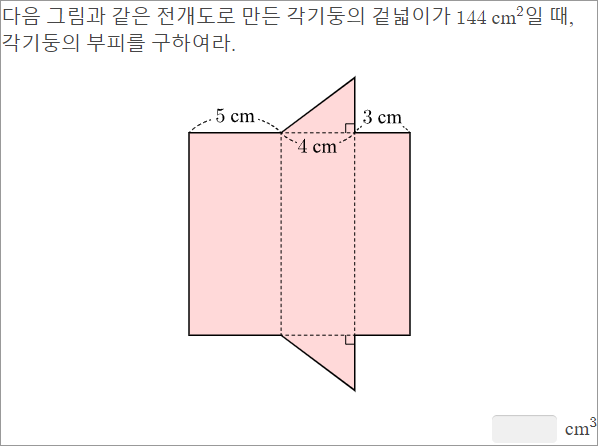 다음 그림과 같은 전개도로 만든 각기둥의 겉넓이가 144 cm²일 때,
각기둥의 부피를 구하여라.
5 cm
3 cm
4 cm
cm³